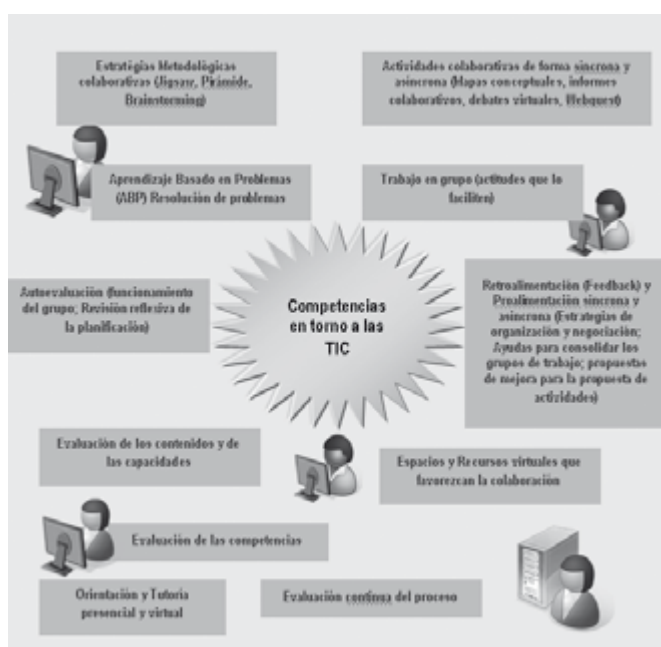 Estratégias Metodológicas
colaborativas (Jigsaw, Pirámide,
Brainstorming)
Actividades colaborativas de forma síncrona y
asíncrona (Mapas conceptuales, informes
colaborativos, debates virtuales, Webquest)
Aprendizaje Basado en Problemas
(ABP) Resolución de problemas
Trabajo en grupo (actitudes que lo
faciliten)
Autoevaluación (funcionamiento
del grupo; Revisión reflexiva de
la planificación)
Competencias
en torno a las
TIC
Retroalimentación (Feedback) y
Proalimentación síncrona y
asíncrona (Estrategias de
organización y negociación;
Ayudas para consolidar los
grupos de trabajo; propuestas
de mejora para la propuesta de
actividades)
Evaluación de los contenidos y de
las capacidades
Espacios y Recursos virtuales que
favorezcan la colaboración
Evaluación de las competencias
Orientación y Tutoría
presencial y virtual
Evaluación continua del proceso